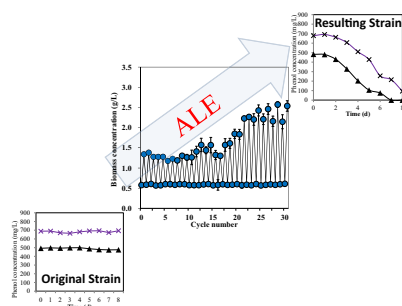 Resulting Strain
900
800
700
600
500
400
300
200
100
0
Phenol concentration (mg/L)
0 2 4 6 8
Time (d)
ALE
3.5
3.0
2.5
2.0
1.5
1.0
0.5
0.0
Biomass concentration (g/L)
0 5 10 15 20 25 30
Cycle number
900
800
700
600
500
400
300
200
100
0
Phenol concentration (mg/L)
Original Strain
0 1 2 3 4 5 6 7 8